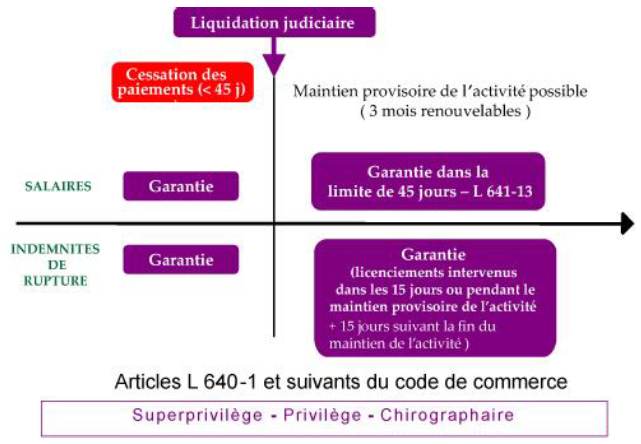 Liquidation judiciaire
Cessation des
paiements (< 45 j)
Maintien provisoire de l'activité possible
( 3 mois renouvelables )
SALAIRES
Garantie
Garantie dans la
limite de 45 jours – L 641-13
INDEMNITES
DE
RUPTURE
Garantie
Garantie
(licenciements intervenus
dans les 15 jours ou pendant le
maintien provisoire de l'activité
+ 15 jours suivant la fin du
maintien de l'activité )
Articles L 640-1 et suivants du code de commerce
Superprivilège - Privilège - Chirographaire